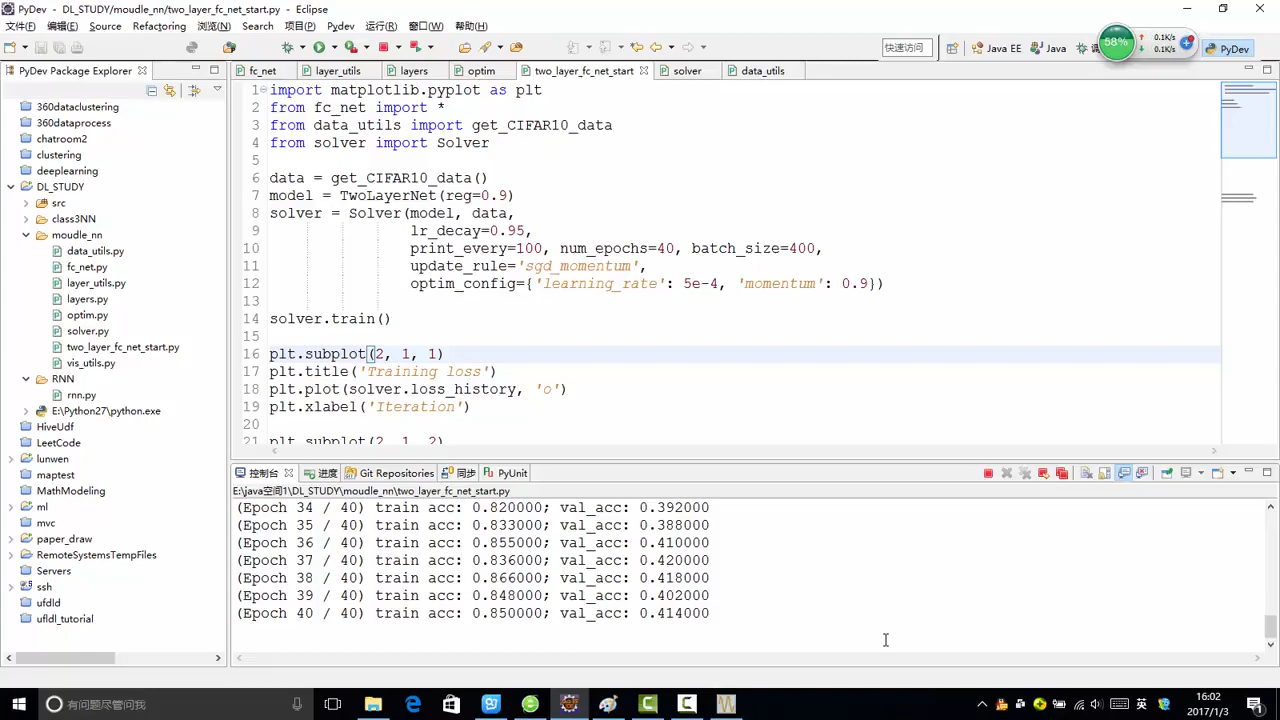 PyDev - DL_STUDY/moudle_nn/two_layer_fc_net_start.py - Eclipse
文件(F) 编辑(E) Source Refactoring 浏览(N) Search 项目(P) Pydev 运行(R) 窗口(W) 帮助(H)
快速访问 Java EE Java PyDev
58% 0.1K/s
0.1K/s
PyDev Package Explorer
360dataclustering
360dataprocess
chatroom2
clustering
deeplearning
DL_STUDY
src
class3NN
moudle_nn
data_utils.py
fc_net.py
layer_utils.py
layers.py
optim.py
solver.py
two_layer_fc_net_start.py
vis_utils.py
RNN
rnn.py
E:\Python27\python.exe
HiveUdf
LeetCode
lunwen
maptest
MathModeling
ml
mvc
paper_draw
RemoteSystemsTempFiles
Servers
ssh
ufdld
ufldl_tutorial
fc_net layer_utils layers optim two_layer_fc_net_start solver data_utils
1 import matplotlib.pyplot as plt
2 from fc_net import *
3 from data_utils import get_CIFAR10_data
4 from solver import Solver
5
6 data = get_CIFAR10_data()
7 model = TwoLayerNet(reg=0.9)
8 solver = Solver(model, data,
9 lr_decay=0.95,
10 print_every=100, num_epochs=40, batch_size=400,
11 update_rule='sgd_momentum',
12 optim_config={'learning_rate': 5e-4, 'momentum': 0.9})
13
14 solver.train()
15
16 plt.subplot(2, 1, 1)
17 plt.title('Training loss')
18 plt.plot(solver.loss_history, 'o')
19 plt.xlabel('Iteration')
20
21 plt.subplot(2, 1, 2)
控制台 进度 Git Repositories 同步 PyUnit
E:\java空间1\DL_STUDY\moudle_nn\two_layer_fc_net_start.py
(Epoch 34 / 40) train acc: 0.820000; val_acc: 0.392000
(Epoch 35 / 40) train acc: 0.833000; val_acc: 0.388000
(Epoch 36 / 40) train acc: 0.855000; val_acc: 0.410000
(Epoch 37 / 40) train acc: 0.836000; val_acc: 0.420000
(Epoch 38 / 40) train acc: 0.866000; val_acc: 0.418000
(Epoch 39 / 40) train acc: 0.848000; val_acc: 0.402000
(Epoch 40 / 40) train acc: 0.850000; val_acc: 0.414000
有问题尽管问我
英
16:02
2017/1/3